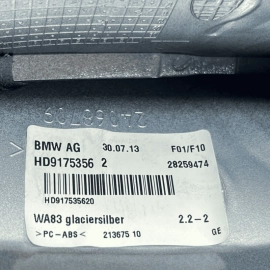 24066709
BMW AG 30.07.13 F01/F10
HD9175356 2 28259474
HD917535620
WA83 glaciersilber 2.2-2
>PC-ABS< 213675 10 GE